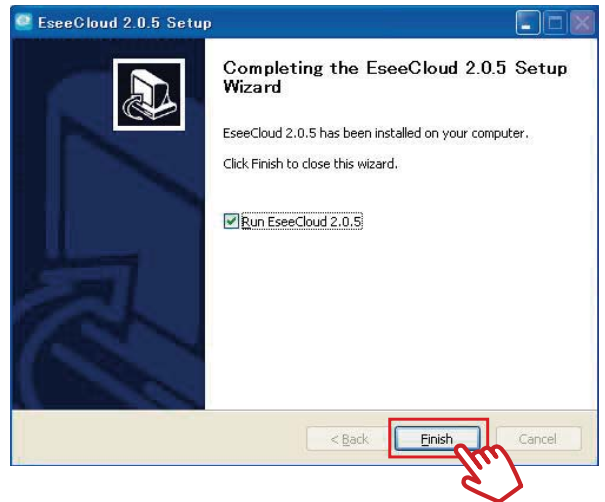 EseeCloud 2.0.5 Setup
Completing the EseeCloud 2.0.5 Setup
Wizard
EseeCloud 2.0.5 has been installed on your computer.
Click Finish to close this wizard.
Run EseeCloud 2.0.5
< Back Finish Cancel